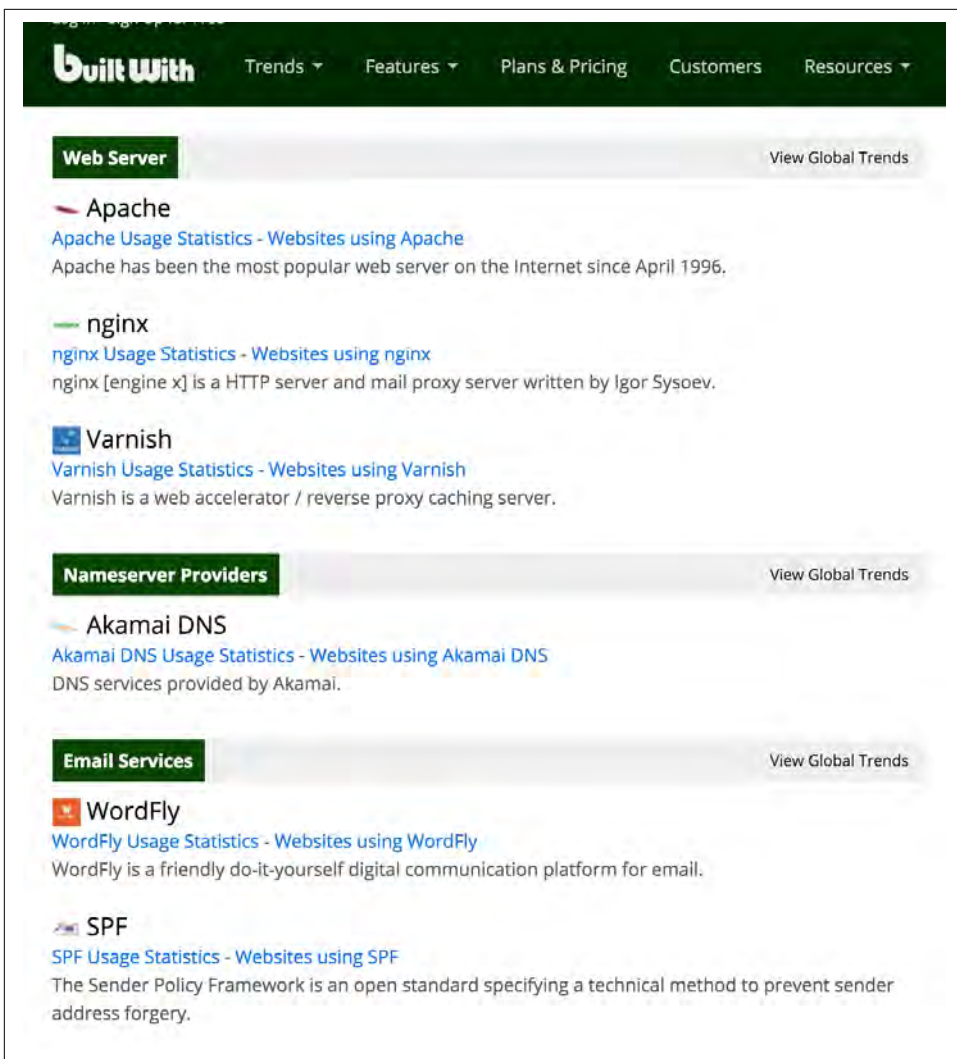 built With Trends Features Plans & Pricing Customers Resources
Web Server View Global Trends
Apache
Apache Usage Statistics - Websites using Apache
Apache has been the most popular web server on the Internet since April 1996.
nginx
nginx Usage Statistics - Websites using nginx
nginx [engine x] is a HTTP server and mail proxy server written by Igor Sysoev.
Varnish
Varnish Usage Statistics - Websites using Varnish
Varnish is a web accelerator / reverse proxy caching server.
Nameserver Providers View Global Trends
Akamai DNS
Akamai DNS Usage Statistics - Websites using Akamai DNS
DNS services provided by Akamai.
Email Services View Global Trends
WordFly
WordFly Usage Statistics - Websites using WordFly
WordFly is a friendly do-it-yourself digital communication platform for email.
SPF
SPF Usage Statistics - Websites using SPF
The Sender Policy Framework is an open standard specifying a technical method to prevent sender
address forgery.